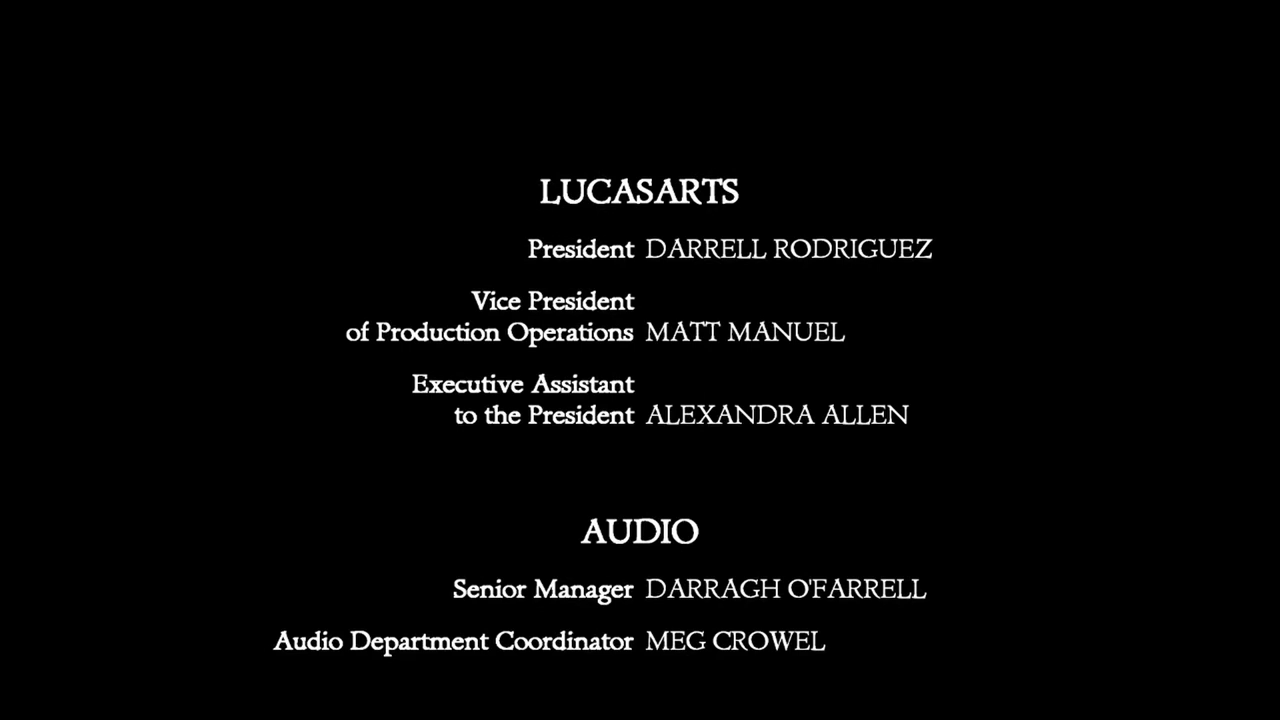 LUCASARTS
President DARRELL RODRIGUEZ
Vice President
of Production Operations MATT MANUEL
Executive Assistant
to the President ALEXANDRA ALLEN
AUDIO
Senior Manager DARRAGH O'FARRELL
Audio Department Coordinator MEG CROWEL